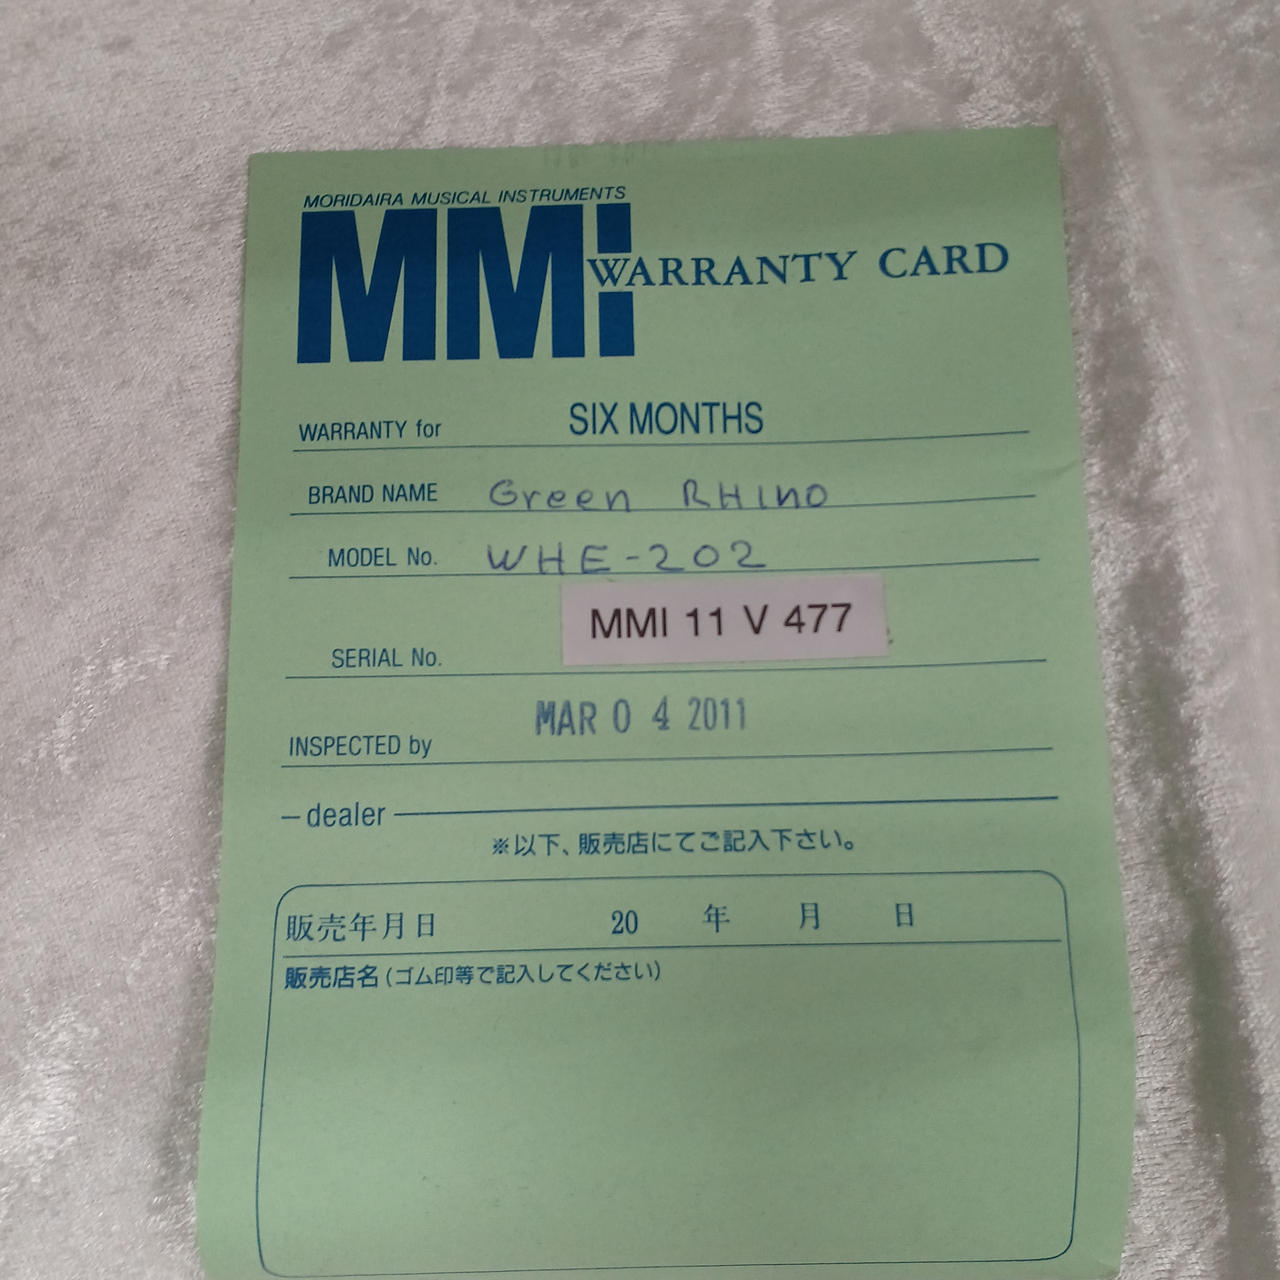 MORIDAIRA MUSICAL INSTRUMENTS
MMI WARRANTY CARD
WARRANTY for SIX MONTHS
BRAND NAME Green RHINO
MODEL No. WHE-202
SERIAL No. MMI 11 V 477
INSPECTED by MAR 04 2011
dealer
※以下、販売店にてご記入下さい。
販売年月日 20 年 月 日
販売店名(ゴム印等で記入してください)